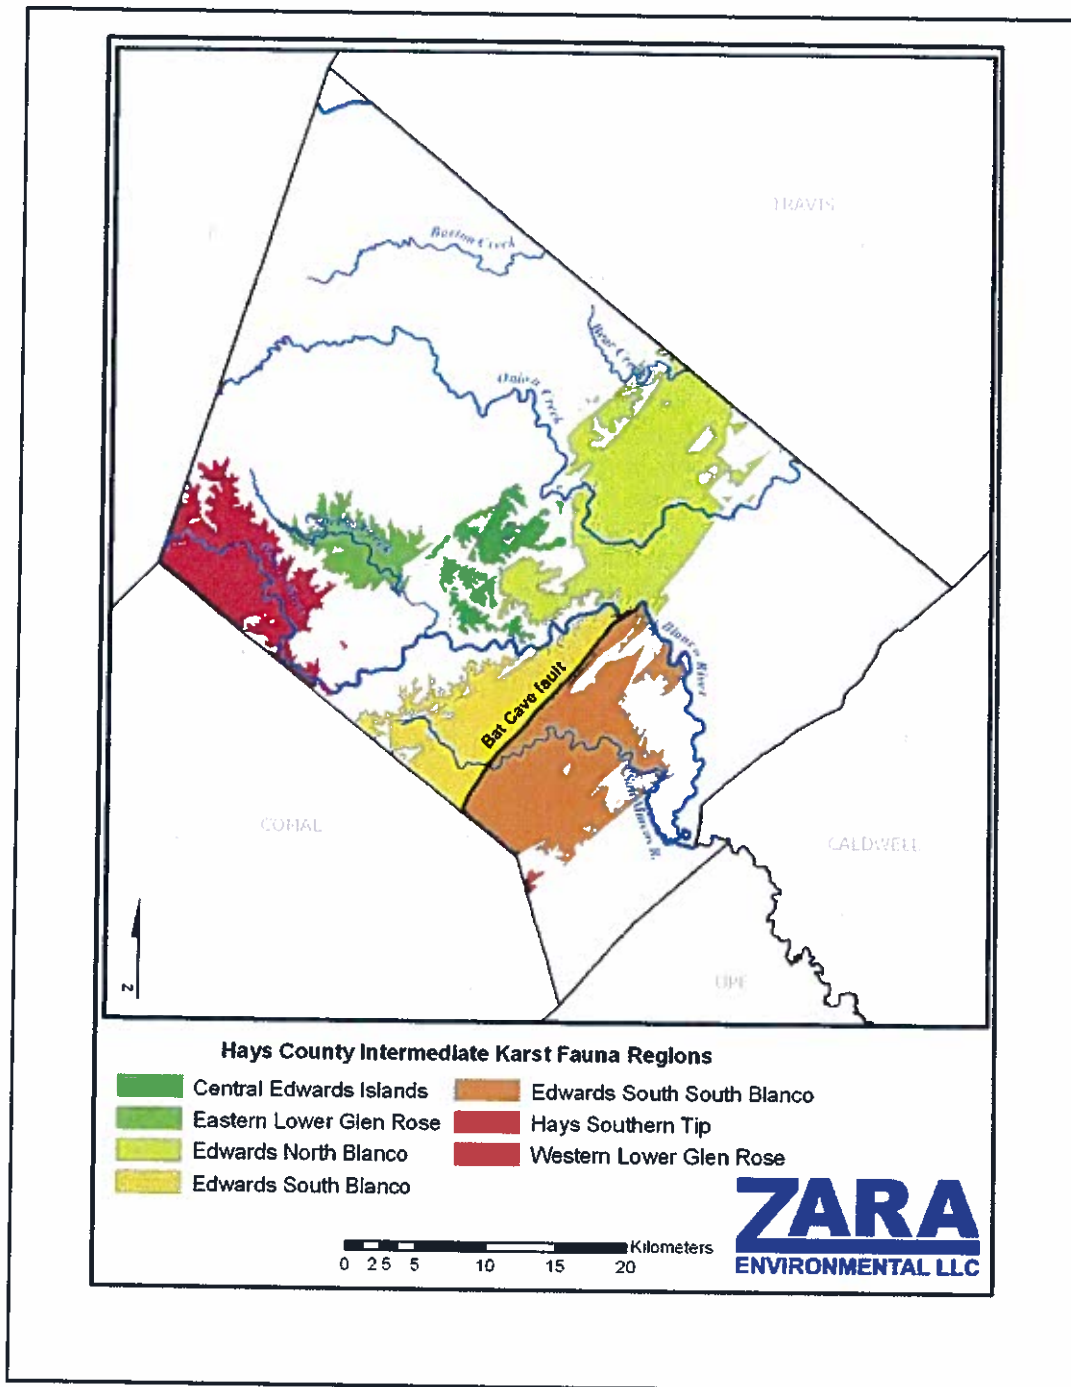 TRAVIS
Barton Creek
Bear Creek
Onion Creek
Blanco River
Bat Cave fault
San Marcos R.
COMAL
CALDWELL
N
Hays County Intermediate Karst Fauna Regions
Central Edwards Islands
Eastern Lower Glen Rose
Edwards North Blanco
Edwards South Blanco
Edwards South South Blanco
Hays Southern Tip
Western Lower Glen Rose
Kilometers
0 2 5 5 10 15 20
ZARA
ENVIRONMENTAL LLC